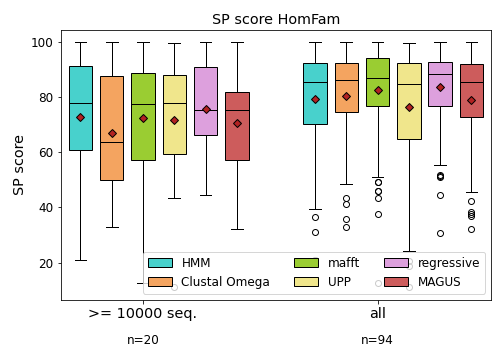 SP score HomFam
SP score
100
80
60
40
20
HMM
Clustal Omega
mafft
UPP
regressive
MAGUS
>= 10000 seq.
all
n=20
n=94